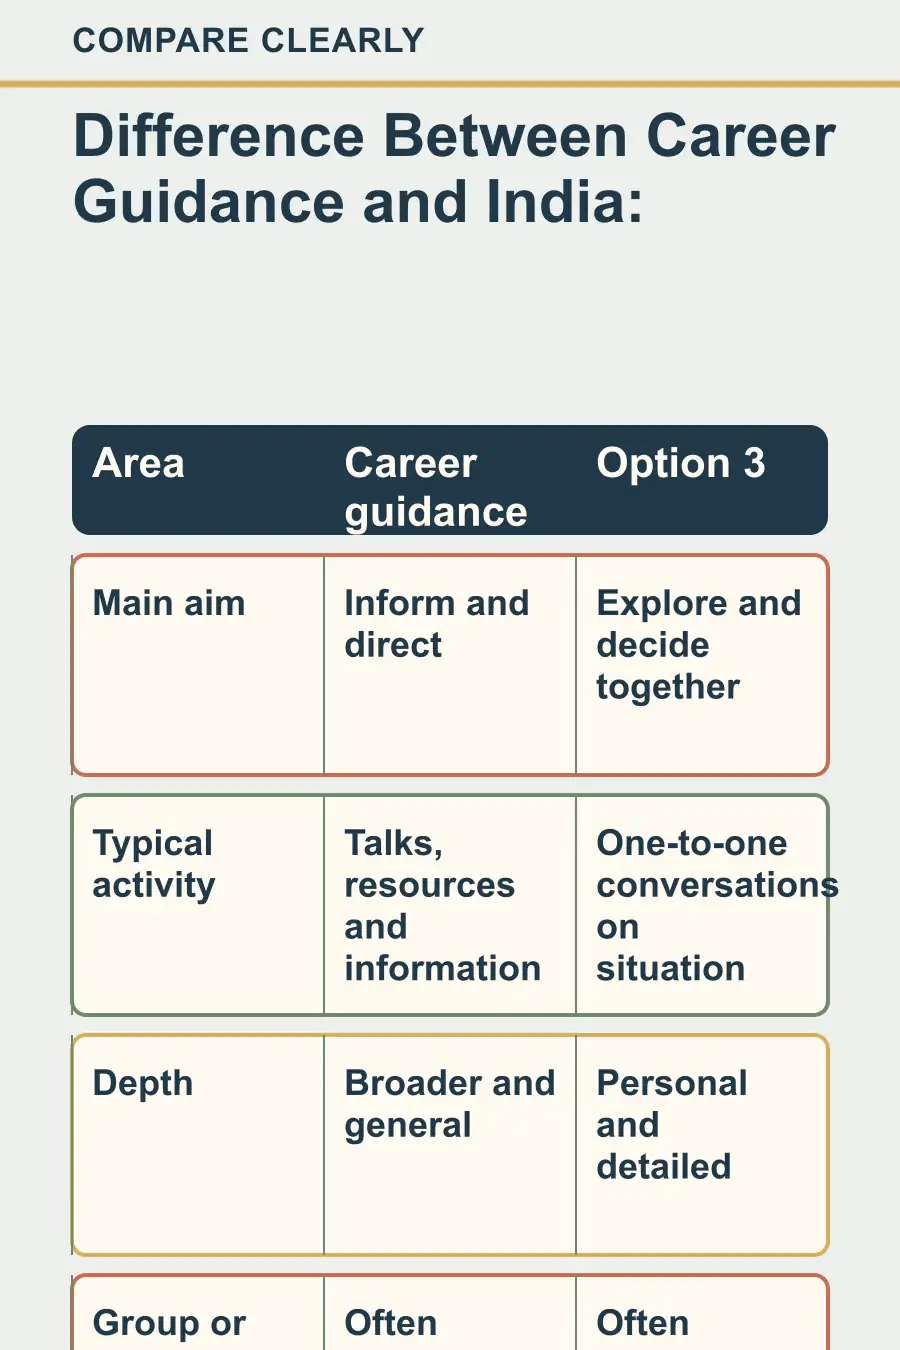 COMPARE CLEARLY
Difference Between Career
Guidance and India:
Area
Career
guidance
Option 3
Main aim
Inform and
direct
Explore and
decide
together
Typical
activity
Talks,
resources
and
information
One-to-one
conversations
on
situation
Depth
Broader and
general
Personal
and
detailed
Group or
Often
Often